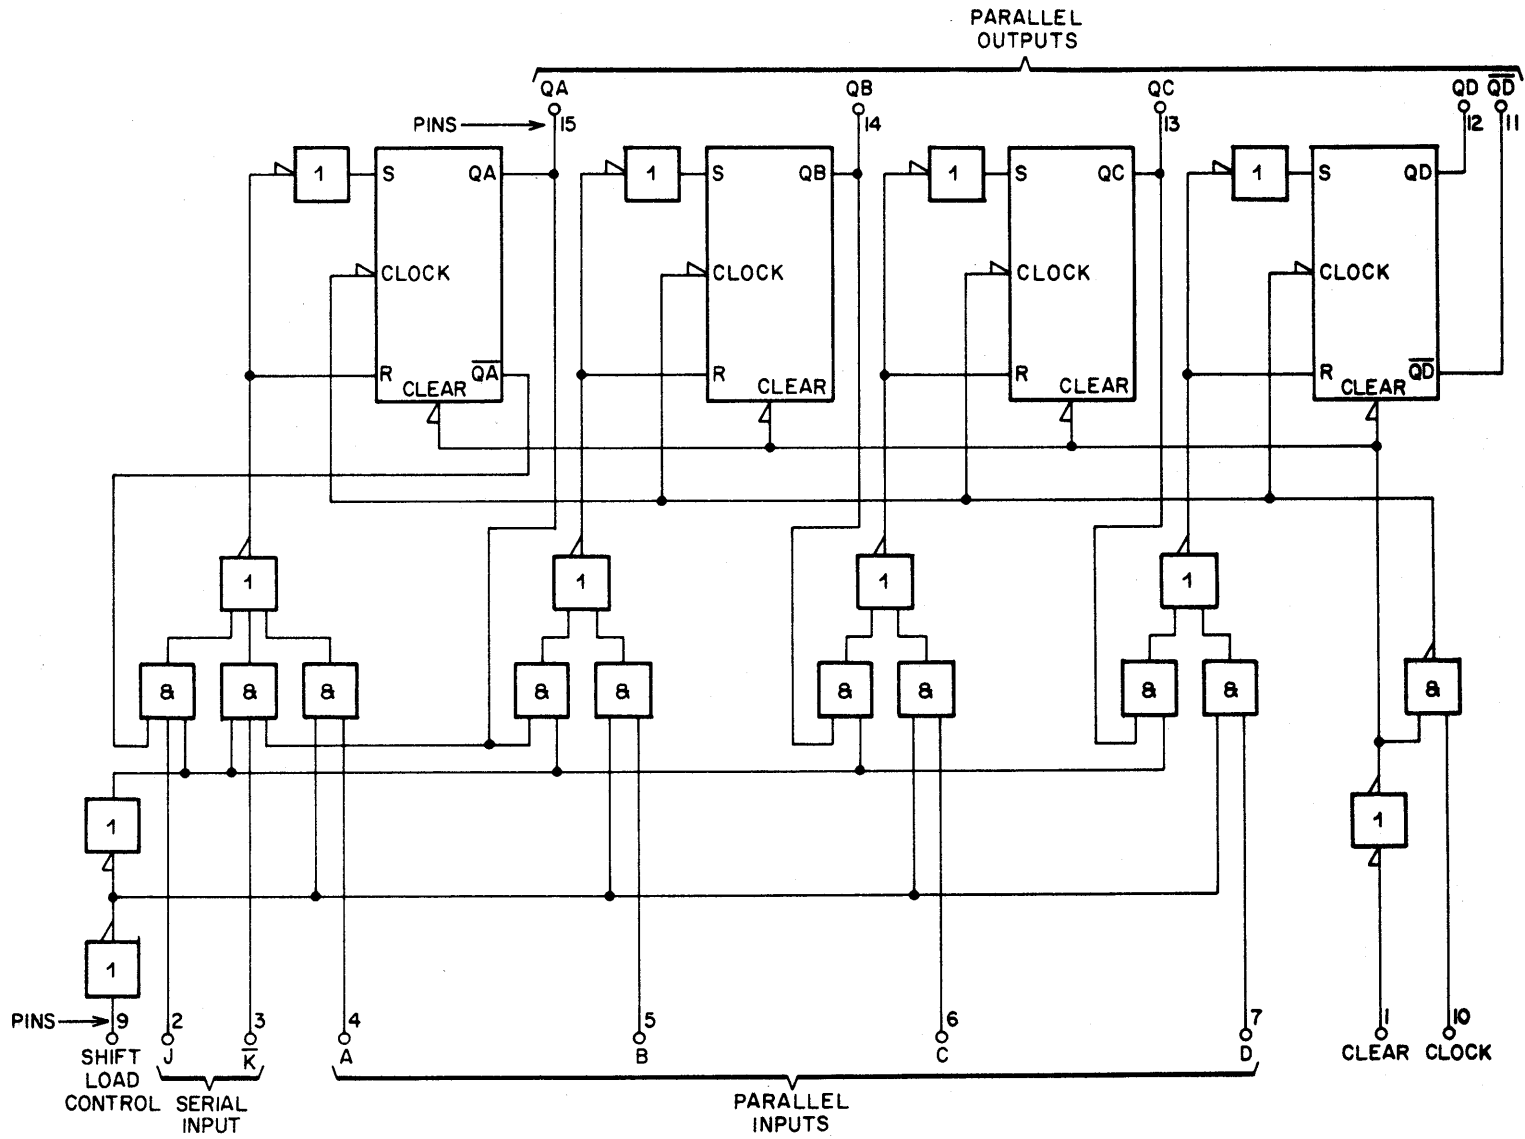 PARALLEL
OUTPUTS
QA QB QC QD QD̅
PINS 15 14 13 12 11
1 S QA 1 S QB 1 S QC 1 S QD
CLOCK CLOCK CLOCK CLOCK
R Q̅A̅ R R R Q̅D̅
CLEAR CLEAR CLEAR CLEAR
1 1 1 1
& & & & & & & & & &
1 1
1
PINS 9 2 3 4 5 6 7 1 10
SHIFT J K̅ A B C D CLEAR CLOCK
LOAD
CONTROL SERIAL PARALLEL
INPUT INPUTS